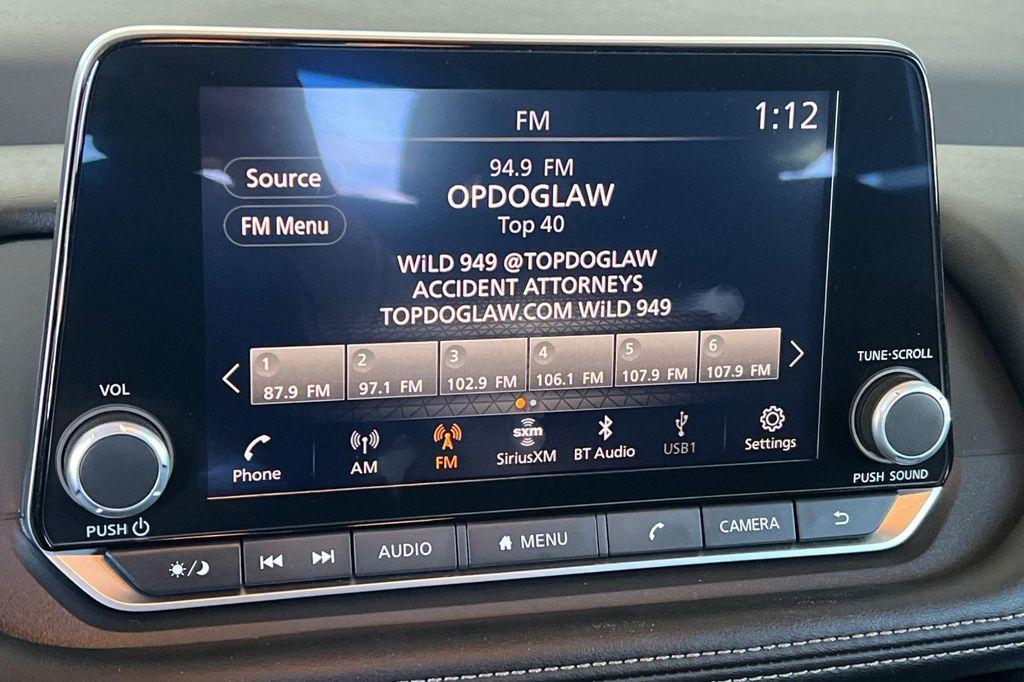 FM
1:12
Source
FM Menu
94.9 FM
OPDOGLAW
Top 40
WiLD 949 @TOPDOGLAW
ACCIDENT ATTORNEYS
TOPDOGLAW.COM WiLD 949
1 87.9 FM
2 97.1 FM
3 102.9 FM
4 106.1 FM
5 107.9 FM
6 107.9 FM
Phone
AM
FM
sxm
SiriusXM
BT Audio
USB1
Settings
VOL
PUSH
TUNE·SCROLL
PUSH SOUND
AUDIO
MENU
CAMERA